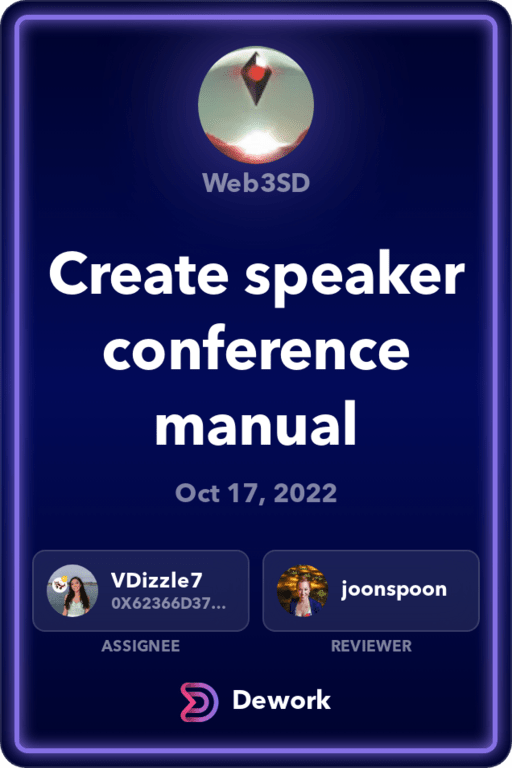 Web3SD
Create speaker
conference
manual
Oct 17, 2022
VDizzle7
0X62366D37...
ASSIGNEE
joonspoon
REVIEWER
Dework